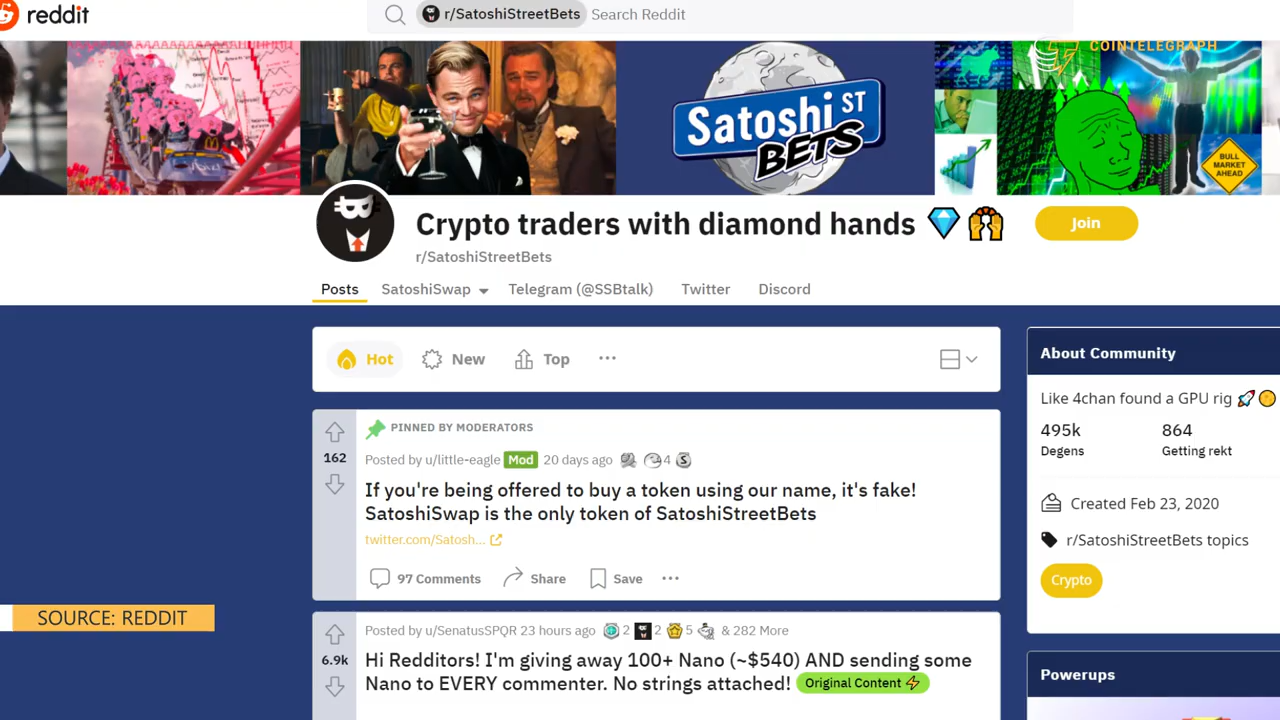 reddit
r/SatoshiStreetBets Search Reddit
COINTELEGRAPH
Satoshi ST
BETS
BULL
MARKET
AHEAD
Crypto traders with diamond hands 💎 🙌
r/SatoshiStreetBets
Posts SatoshiSwap Telegram (@SSBtalk) Twitter Discord
Hot New Top ···
PINNED BY MODERATORS
162
Posted by u/little-eagle Mod 20 days ago 4 S
If you're being offered to buy a token using our name, it's fake!
SatoshiSwap is the only token of SatoshiStreetBets
twitter.com/Satosh...
97 Comments Share Save ···
Posted by u/SenatusSPQR 23 hours ago 2 2 5 & 282 More
6.9k
Hi Redditors! I'm giving away 100+ Nano (~$540) AND sending some
Nano to EVERY commenter. No strings attached! Original Content⚡
About Community
Like 4chan found a GPU rig 🚀
495k 864
Degens Getting rekt
Created Feb 23, 2020
r/SatoshiStreetBets topics
Crypto
Powerups
Join
SOURCE: REDDIT